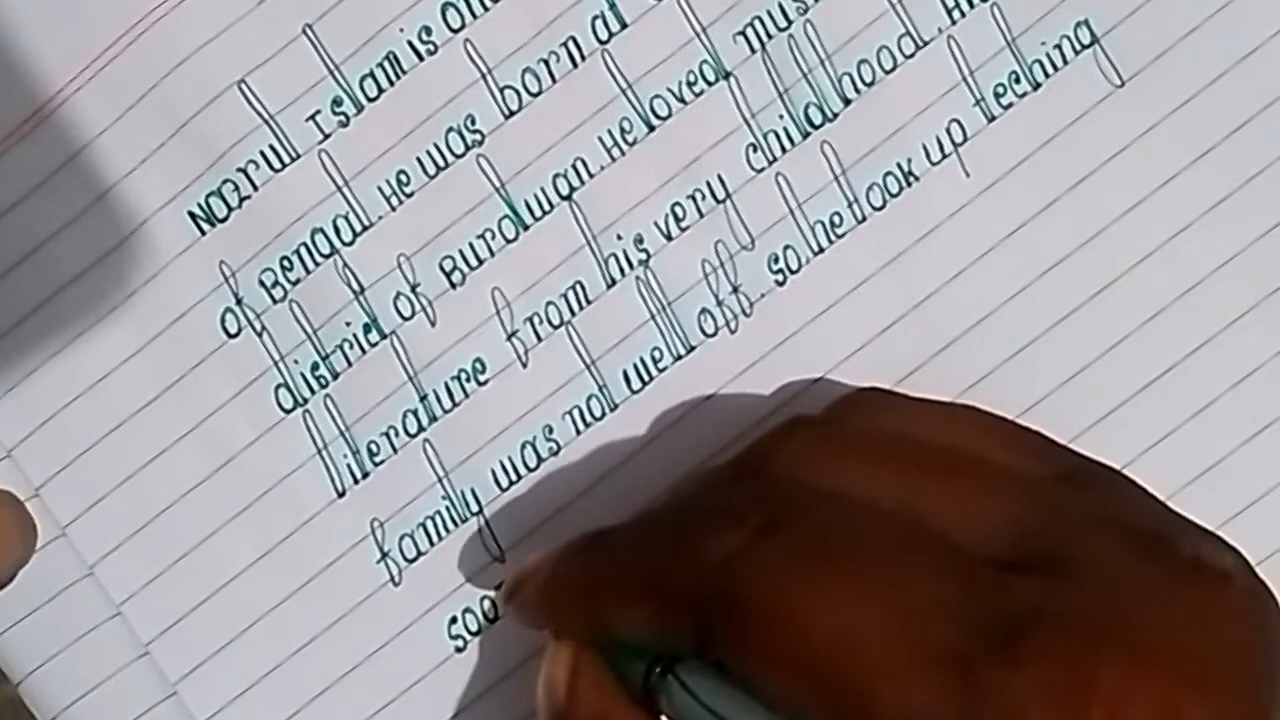 Nazrul Islam is one
of Bengal. He was born at
district of Burdwan. He loved mus
literature from his very childhood. Hi
family was not well off. so. he took up teching
soo